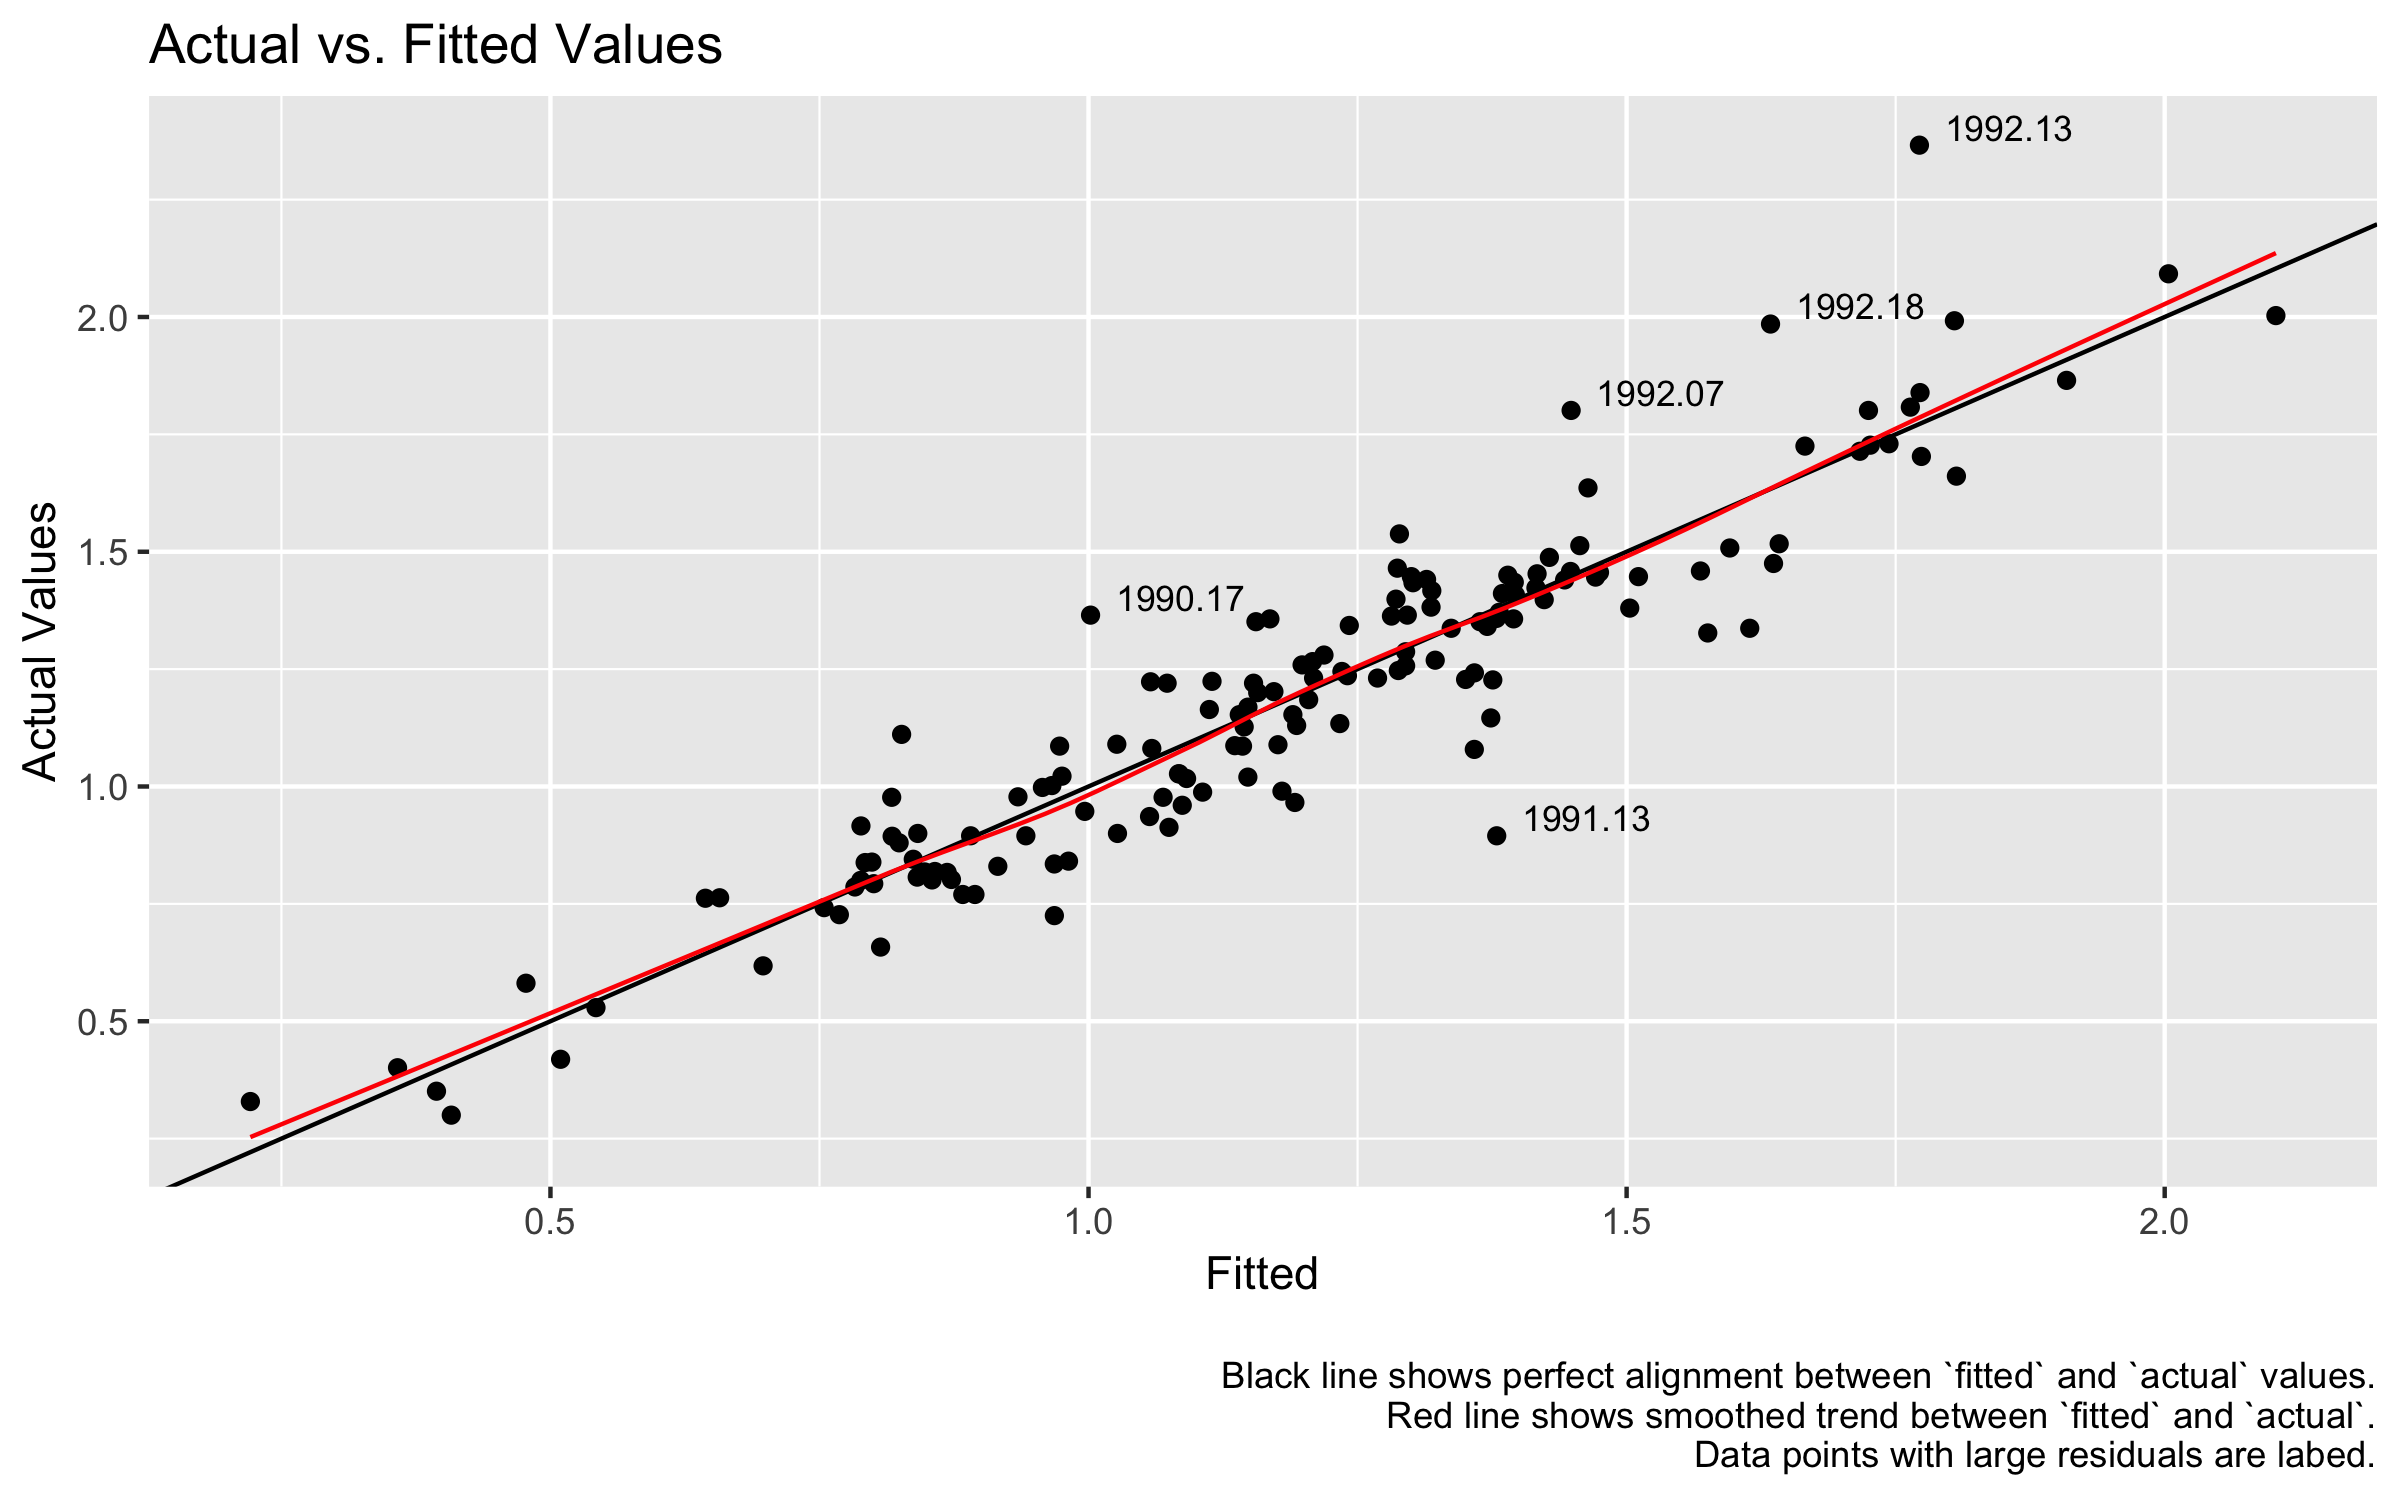 Actual vs. Fitted Values
1992.13
1992.18
1992.07
1990.17
1991.13
Actual Values
2.0
1.5
1.0
0.5
0.5
1.0
1.5
2.0
Fitted
Black line shows perfect alignment between `fitted` and `actual` values.
Red line shows smoothed trend between `fitted` and `actual`.
Data points with large residuals are labed.